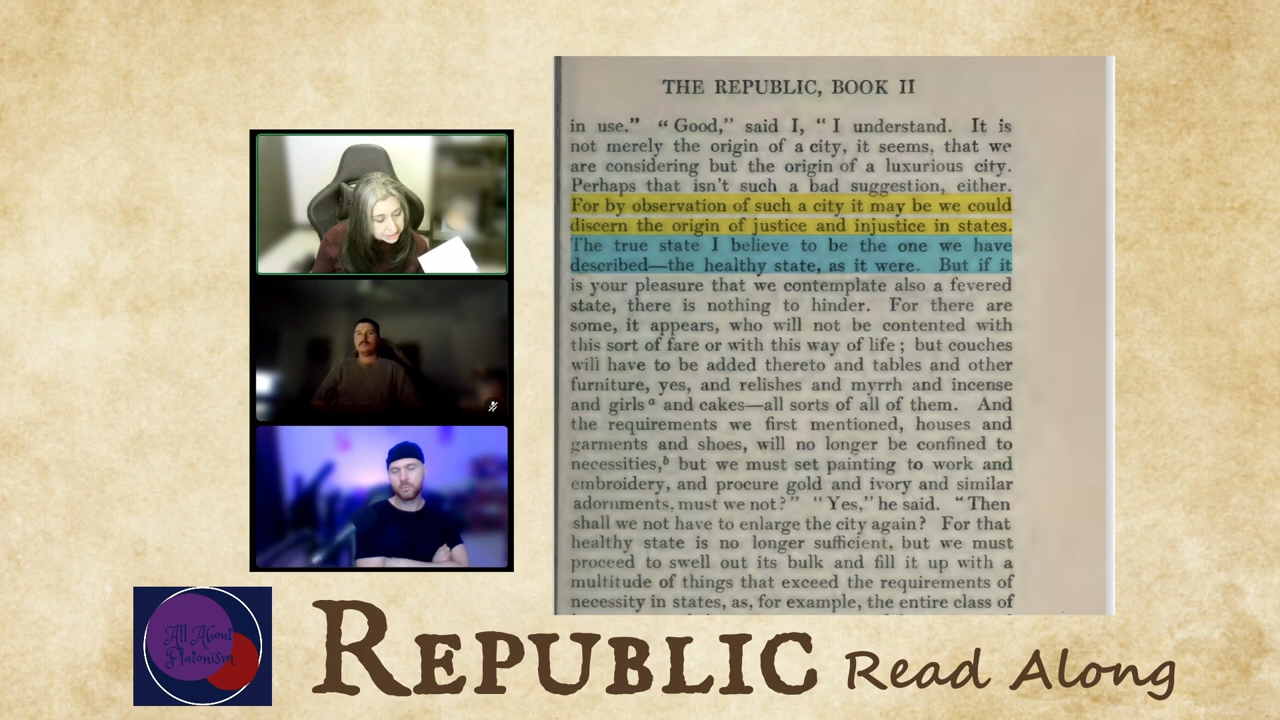 THE REPUBLIC, BOOK II
in use.” “Good,” said I, “I understand. It is
not merely the origin of a city, it seems, that we
are considering but the origin of a luxurious city.
Perhaps that isn’t such a bad suggestion, either.
For by observation of such a city it may be we could
discern the origin of justice and injustice in states.
The true state I believe to be the one we have
described—the healthy state, as it were. But if it
is your pleasure that we contemplate also a fevered
state, there is nothing to hinder. For there are
some, it appears, who will not be contented with
this sort of fare or with this way of life; but couches
will have to be added thereto and tables and other
furniture, yes, and relishes and myrrh and incense
and girls a and cakes—all sorts of all of them. And
the requirements we first mentioned, houses and
garments and shoes, will no longer be confined to
necessities,b but we must set painting to work and
embroidery, and procure gold and ivory and similar
adornments, must we not?” “Yes,” he said. “Then
shall we not have to enlarge the city again? For that
healthy state is no longer sufficient, but we must
proceed to swell out its bulk and fill it up with a
multitude of things that exceed the requirements of
necessity in states, as, for example, the entire class of
All About
Platonism
REPUBLIC Read Along